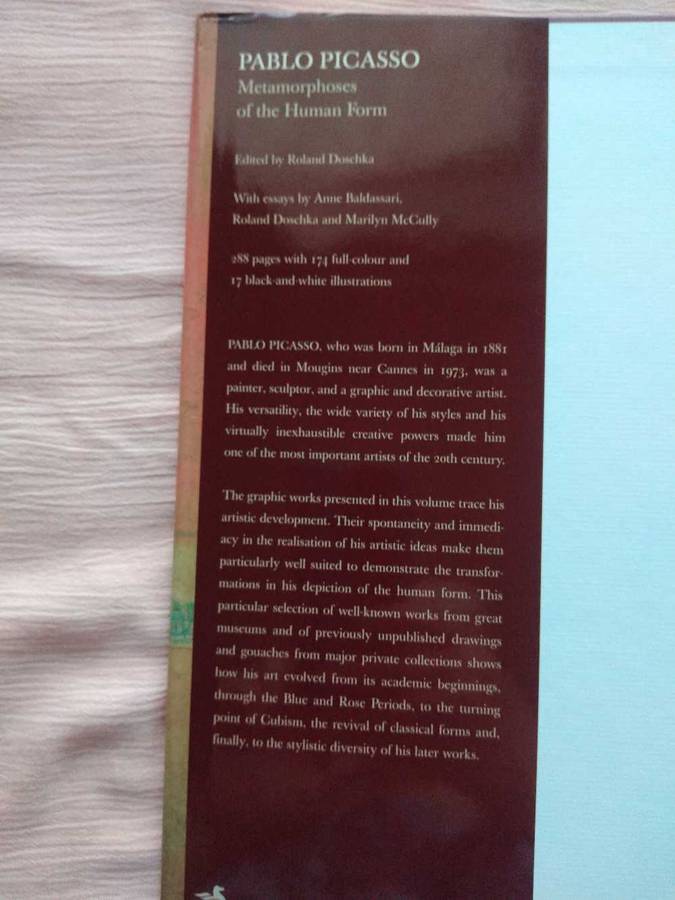 PABLO PICASSO
Metamorphoses
of the Human Form
Edited by Roland Doschka
With essays by Anne Baldassari,
Roland Doschka and Marilyn McCully
288 pages with 174 full-colour and
17 black-and-white illustrations
PABLO PICASSO, who was born in Málaga in 1881
and died in Mougins near Cannes in 1973, was a
painter, sculptor, and a graphic and decorative artist.
His versatility, the wide variety of his styles and his
virtually inexhaustible creative powers made him
one of the most important artists of the 20th century.
The graphic works presented in this volume trace his
artistic development. Their spontaneity and immedi-
acy in the realisation of his artistic ideas make them
particularly well suited to demonstrate the transfor-
mations in his depiction of the human form. This
particular selection of well-known works from great
museums and of previously unpublished drawings
and gouaches from major private collections shows
how his art evolved from its academic beginnings,
through the Blue and Rose Periods, to the turning
point of Cubism, the revival of classical forms and,
finally, to the stylistic diversity of his later works.